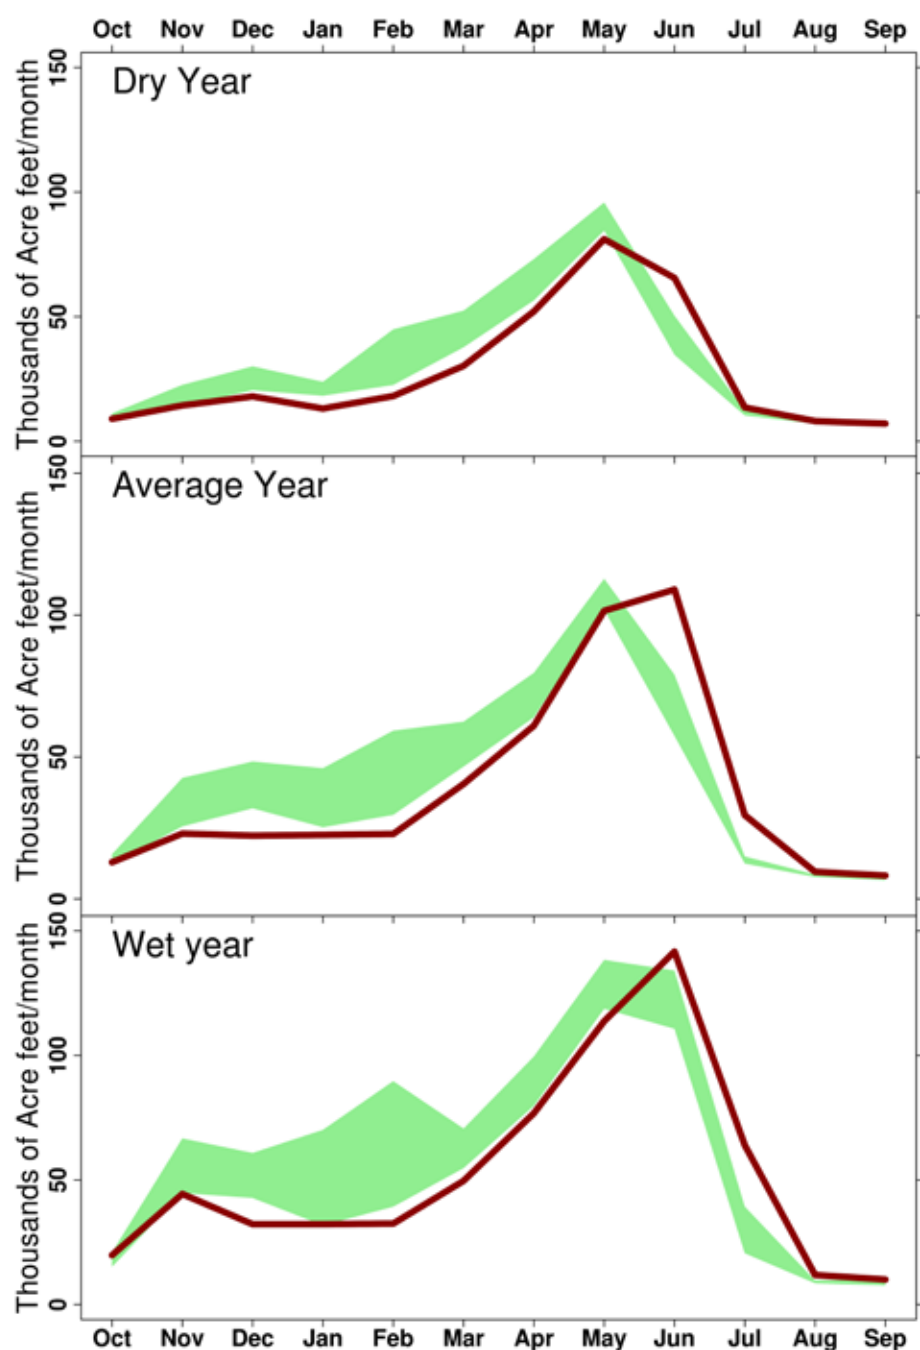 Oct Nov Dec Jan Feb Mar Apr May Jun Jul Aug Sep
Dry Year
Thousands of Acre feet/month
150
100
50
0
Average Year
Thousands of Acre feet/month
150
100
50
0
Wet year
Thousands of Acre feet/month
150
100
50
0
Oct Nov Dec Jan Feb Mar Apr May Jun Jul Aug Sep